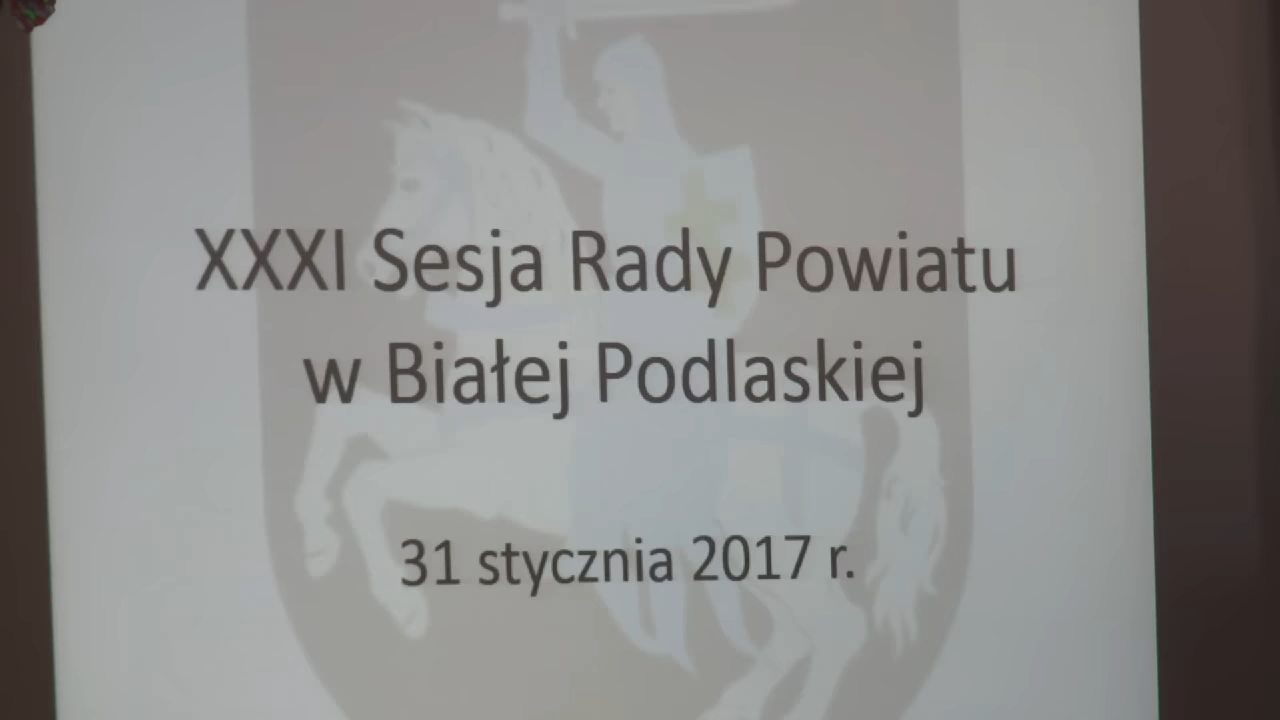 XXXI Sesja Rady Powiatu
w Białej Podlaskiej
31 stycznia 2017 r.